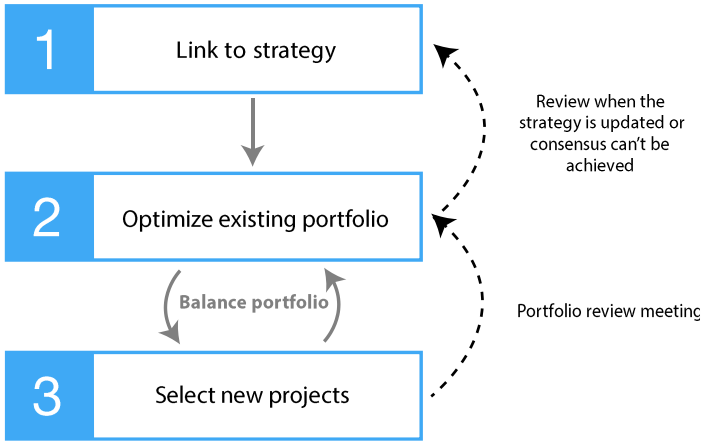 1
Link to strategy
Review when the
strategy is updated or
consensus can't be
achieved
2
Optimize existing portfolio
Balance portfolio
Portfolio review meeting
3
Select new projects